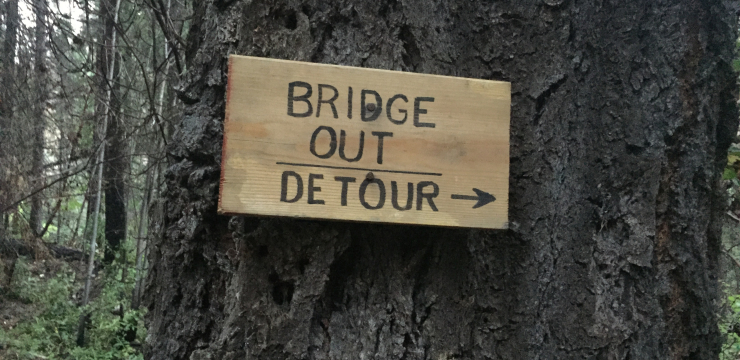 BRIDGE
OUT
DETOUR →